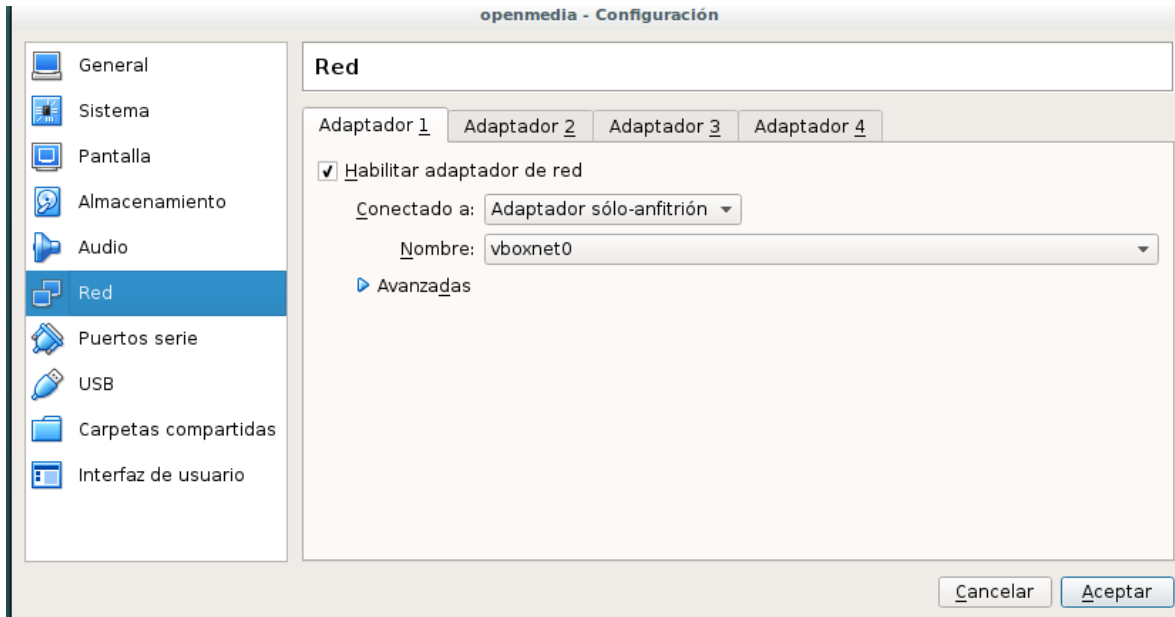 openmedia - Configuración
General
Sistema
Pantalla
Almacenamiento
Audio
Red
Puertos serie
USB
Carpetas compartidas
Interfaz de usuario
Red
Adaptador 1 Adaptador 2 Adaptador 3 Adaptador 4
Habilitar adaptador de red
Conectado a: Adaptador sólo-anfitrión
Nombre: vboxnet0
Avanzadas
Cancelar Aceptar